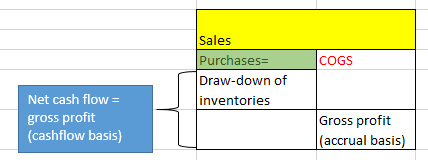 Sales
Purchases=
COGS
Draw-down of
inventories
Net cash flow =
gross profit
(cashflow basis)
Gross profit
(accrual basis)